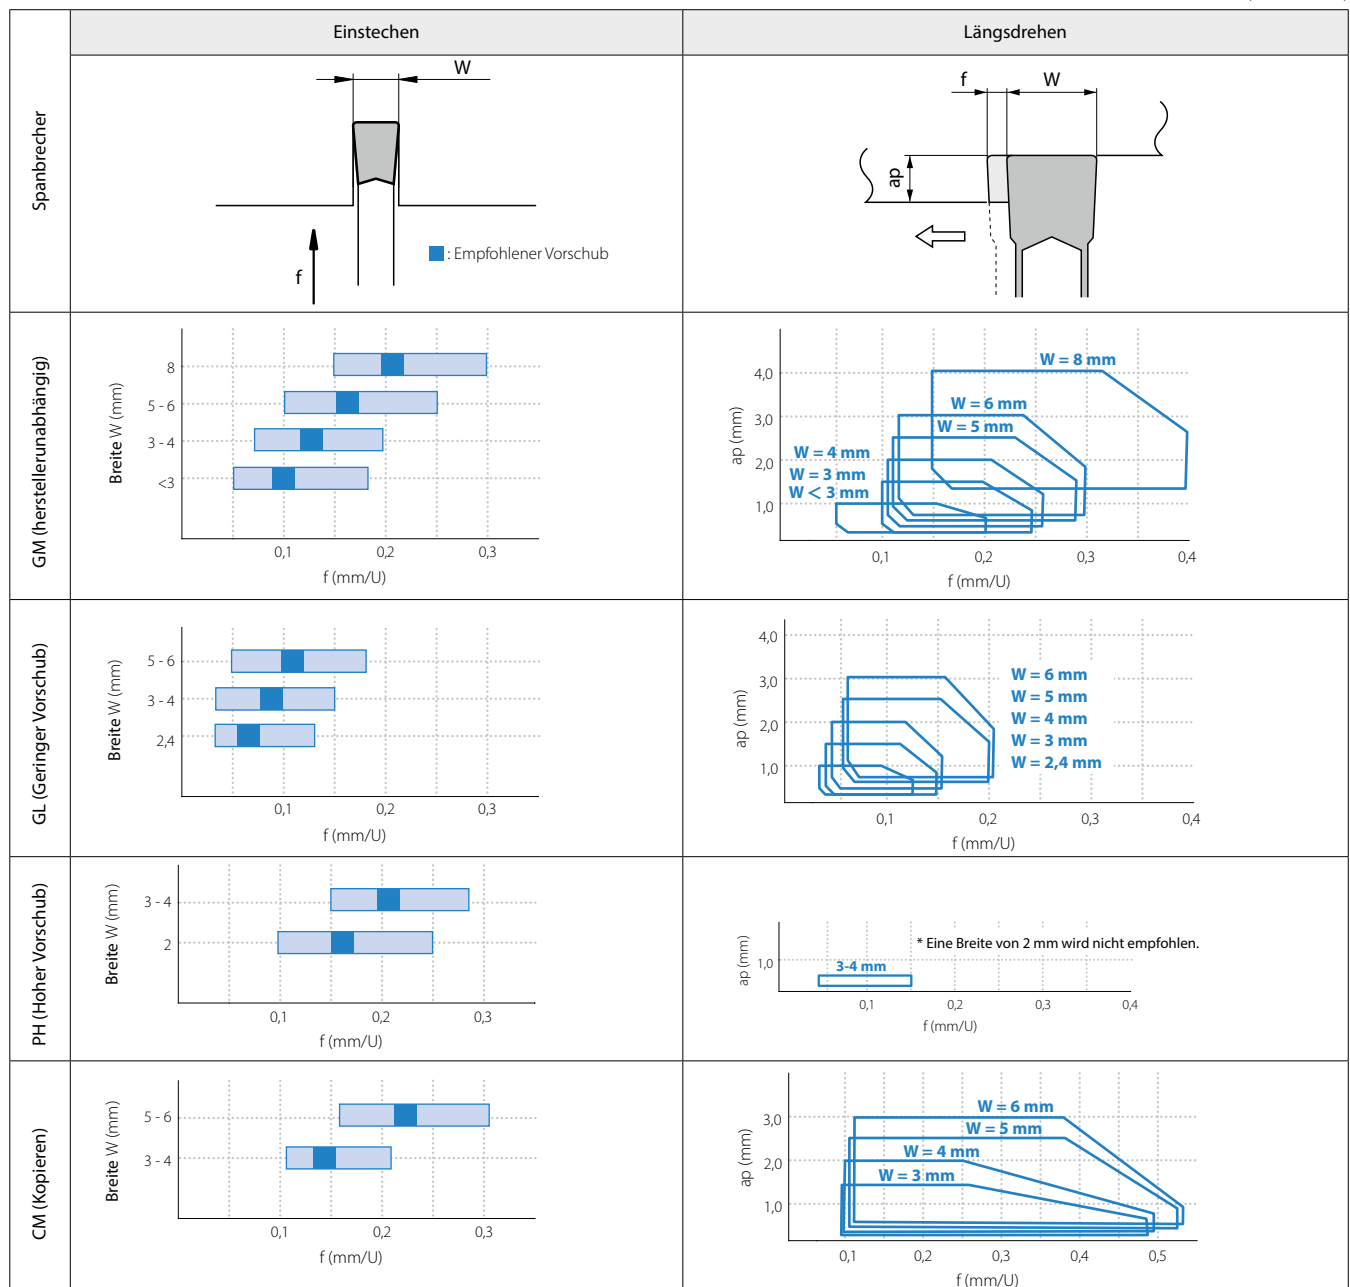 Einstechen
Längsdrehen
Spanbrecher
W
f
: Empfohlener Vorschub
f
W
ap
GM (herstellerunabhängig)
Breite W (mm)
8
5 - 6
3 - 4
<3
0,1
0,2
0,3
f (mm/U)
ap (mm)
4,0
3,0
2,0
1,0
W = 8 mm
W = 6 mm
W = 5 mm
W = 4 mm
W = 3 mm
W < 3 mm
0,1
0,2
0,3
0,4
f (mm/U)
GL (Geringer Vorschub)
Breite W (mm)
5 - 6
3 - 4
2,4
0,1
0,2
0,3
f (mm/U)
ap (mm)
4,0
3,0
2,0
1,0
W = 6 mm
W = 5 mm
W = 4 mm
W = 3 mm
W = 2,4 mm
0,1
0,2
0,3
0,4
f (mm/U)
PH (Hoher Vorschub)
Breite W (mm)
3 - 4
2
0,1
0,2
0,3
f (mm/U)
ap (mm)
1,0
* Eine Breite von 2 mm wird nicht empfohlen.
3-4 mm
0,1
0,2
0,3
0,4
f (mm/U)
CM (Kopieren)
Breite W (mm)
5 - 6
3 - 4
0,1
0,2
0,3
f (mm/U)
ap (mm)
3,0
2,0
1,0
W = 6 mm
W = 5 mm
W = 4 mm
W = 3 mm
0,1
0,2
0,3
0,4
0,5
f (mm/U)